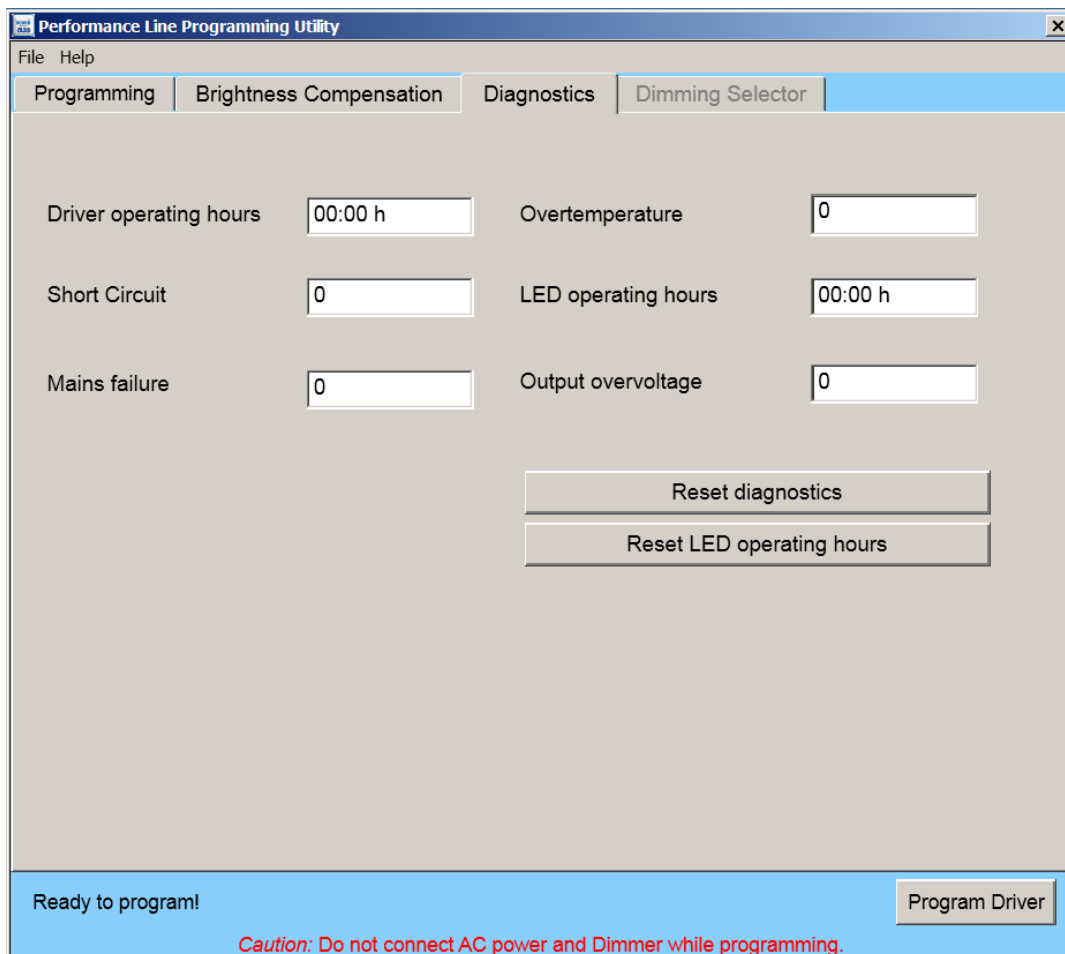 Performance Line Programming Utility
File Help
Programming Brightness Compensation Diagnostics Dimming Selector
Driver operating hours 00:00 h Overtemperature 0
Short Circuit 0 LED operating hours 00:00 h
Mains failure 0 Output overvoltage 0
Reset diagnostics
Reset LED operating hours
Ready to program! Program Driver
Caution: Do not connect AC power and Dimmer while programming.